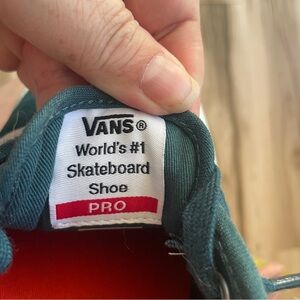 VANS®
World's #1
Skateboard
Shoe
PRO